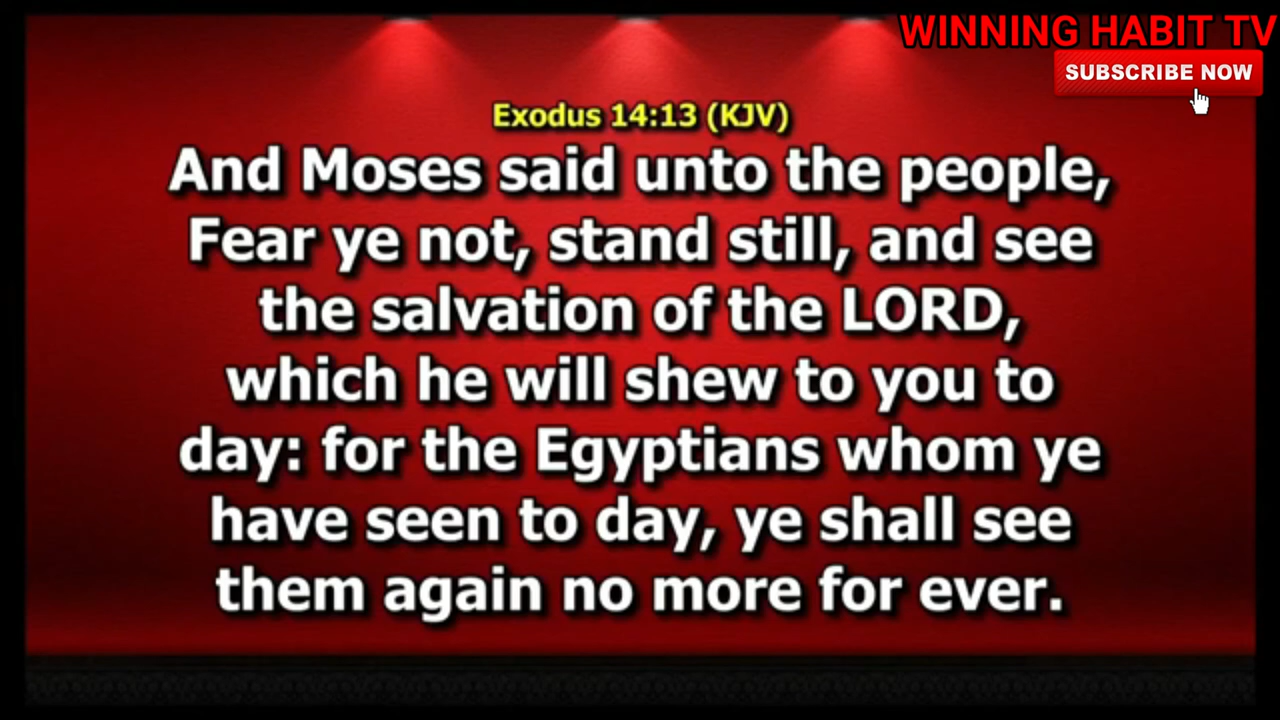 WINNING HABIT TV
SUBSCRIBE NOW
Exodus 14:13 (KJV)
And Moses said unto the people,
Fear ye not, stand still, and see
the salvation of the LORD,
which he will shew to you to
day: for the Egyptians whom ye
have seen to day, ye shall see
them again no more for ever.